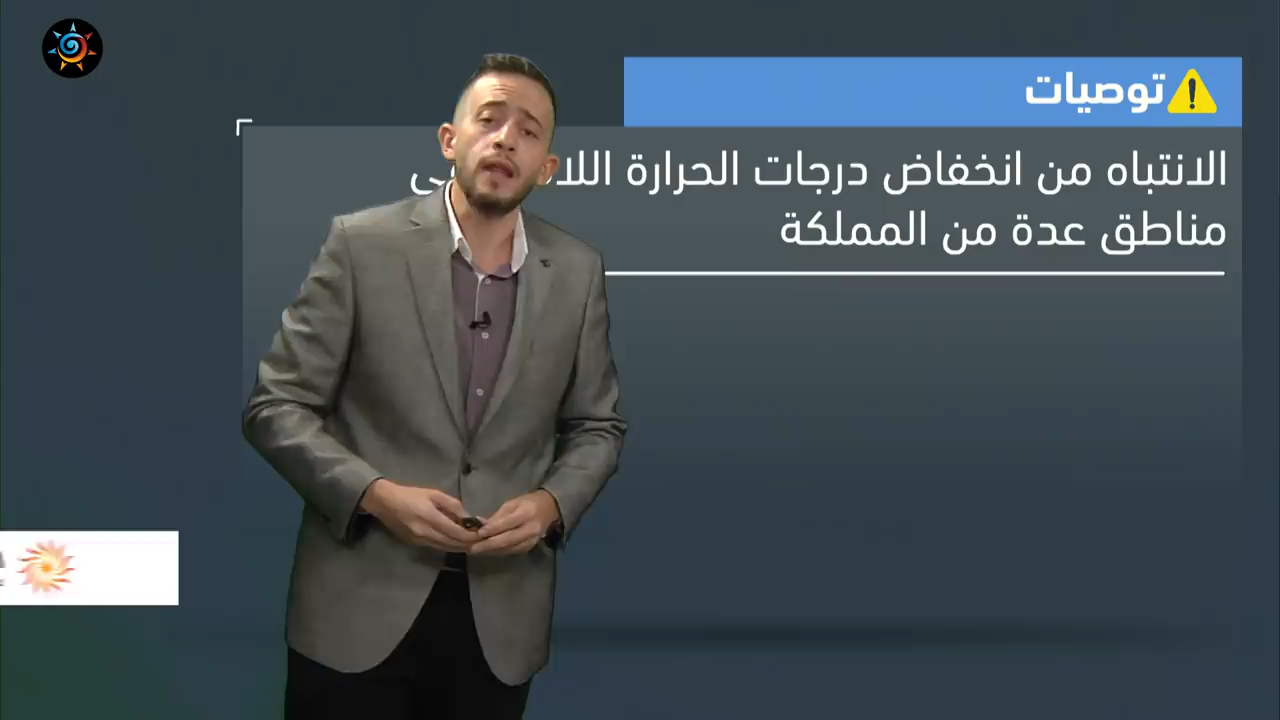 توصيات
الانتباه من انخفاض درجات الحرارة
مناطق عدة من المملكة